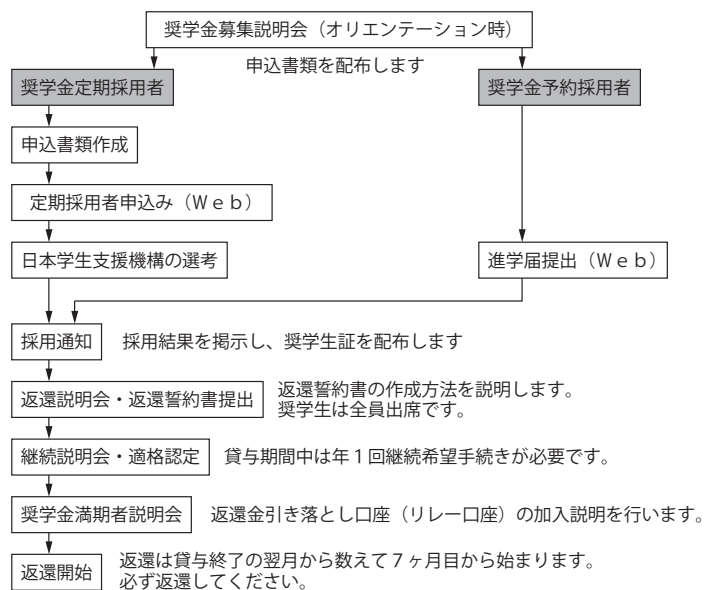 奨学金募集説明会（オリエンテーション時）
申込書類を配布します
奨学金定期採用者
奨学金予約採用者
申込書類作成
定期採用者申込み（Ｗｅｂ）
日本学生支援機構の選考
進学届提出（Ｗｅｂ）
採用通知
採用結果を掲示し、奨学生証を配布します
返還説明会・返還誓約書提出
返還誓約書の作成方法を説明します。
奨学生は全員出席です。
継続説明会・適格認定
貸与期間中は年１回継続希望手続きが必要です。
奨学金満期者説明会
返還金引き落とし口座（リレー口座）の加入説明を行います。
返還開始
返還は貸与終了の翌月から数えて７ヶ月目から始まります。
必ず返還してください。